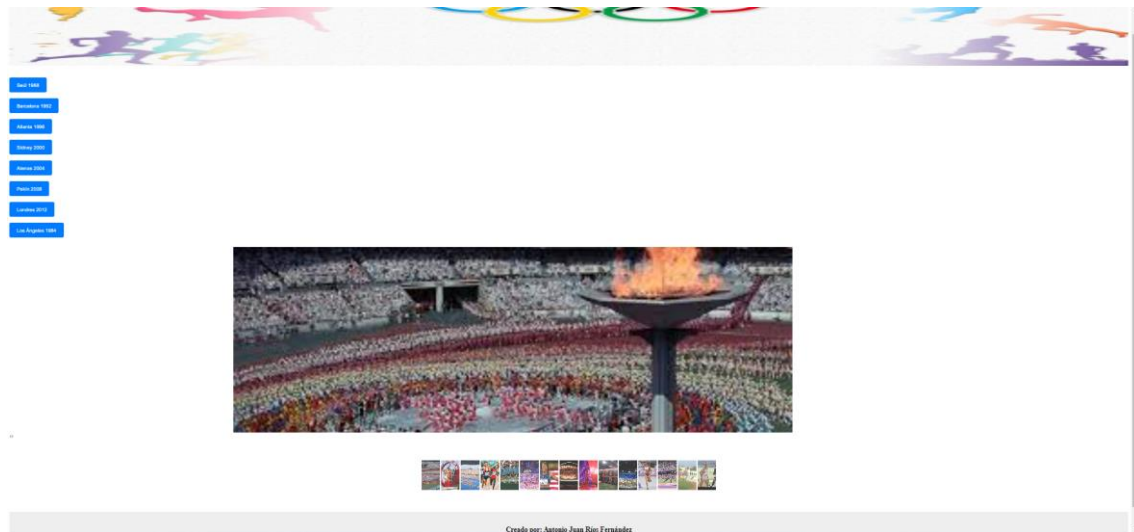 Seúl 1988
Barcelona 1992
Atlanta 1996
Sídney 2000
Atenas 2004
Pekín 2008
Londres 2012
Los Ángeles 1984
Creado por: Antonio Juan Ríos Fernández